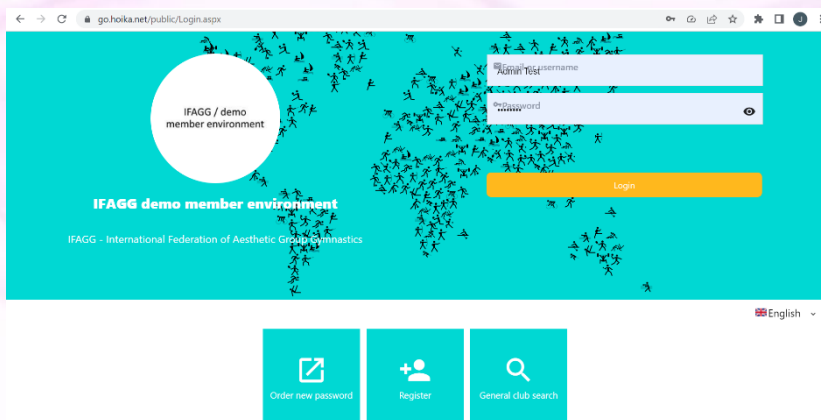 go.hoika.net/public/Login.aspx
J
IFAGG / demo
member environment
IFAGG demo member environment
IFAGG - International Federation of Aesthetic Group Gymnastics
Email or username
Admin Test
Password
Login
English
Order new password
Register
General club search